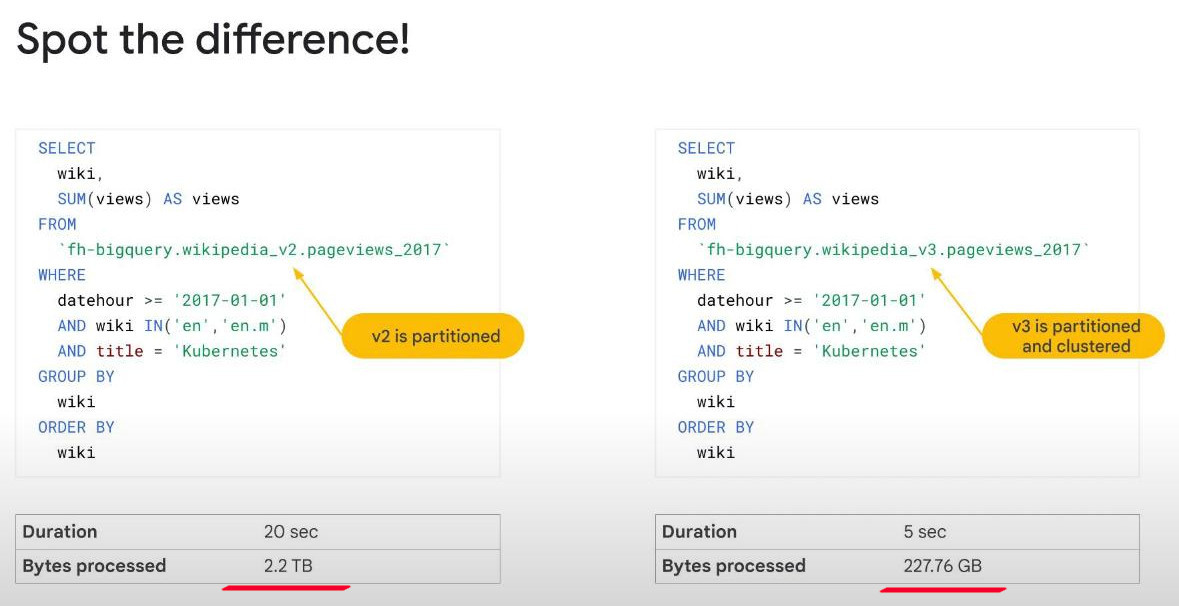 Spot the difference!
SELECT
wiki,
SUM(views) AS views
FROM
`fh-bigquery.wikipedia_v2.pageviews_2017`
WHERE
datehour >= '2017-01-01'
AND wiki IN('en','en.m')
AND title = 'Kubernetes'
GROUP BY
wiki
ORDER BY
wiki
v2 is partitioned
Duration 20 sec
Bytes processed 2.2 TB
SELECT
wiki,
SUM(views) AS views
FROM
`fh-bigquery.wikipedia_v3.pageviews_2017`
WHERE
datehour >= '2017-01-01'
AND wiki IN('en','en.m')
AND title = 'Kubernetes'
GROUP BY
wiki
ORDER BY
wiki
v3 is partitioned
and clustered
Duration 5 sec
Bytes processed 227.76 GB